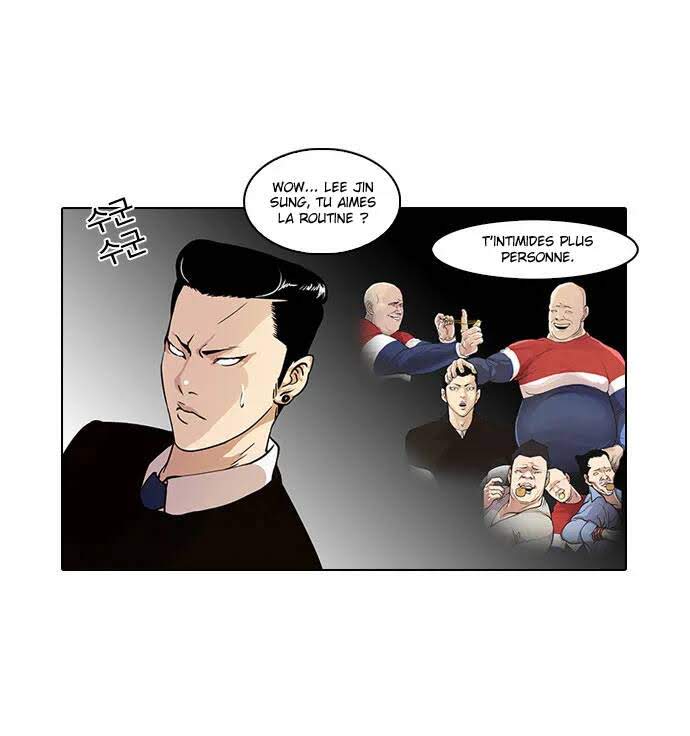 WOW... LEE JIN
SUNG, TU AIMES
LA ROUTINE ?
T'INTIMIDES PLUS
PERSONNE.
수군
수군